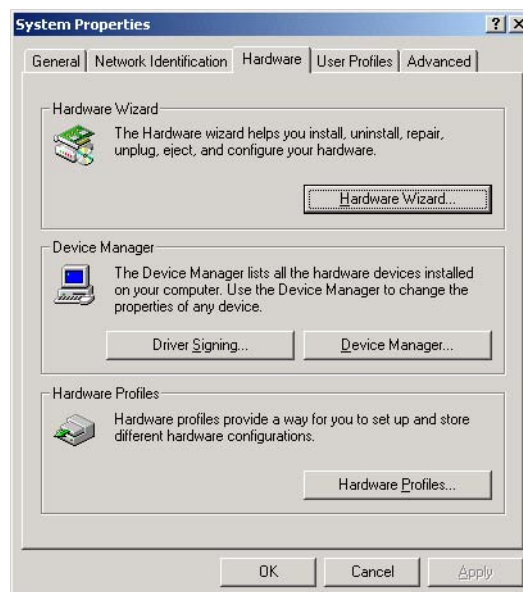 System Properties
General Network Identification Hardware User Profiles Advanced
Hardware Wizard
The Hardware wizard helps you install, uninstall, repair,
unplug, eject, and configure your hardware.
Hardware Wizard...
Device Manager
The Device Manager lists all the hardware devices installed
on your computer. Use the Device Manager to change the
properties of any device.
Driver Signing... Device Manager...
Hardware Profiles
Hardware profiles provide a way for you to set up and store
different hardware configurations.
Hardware Profiles...
OK Cancel Apply